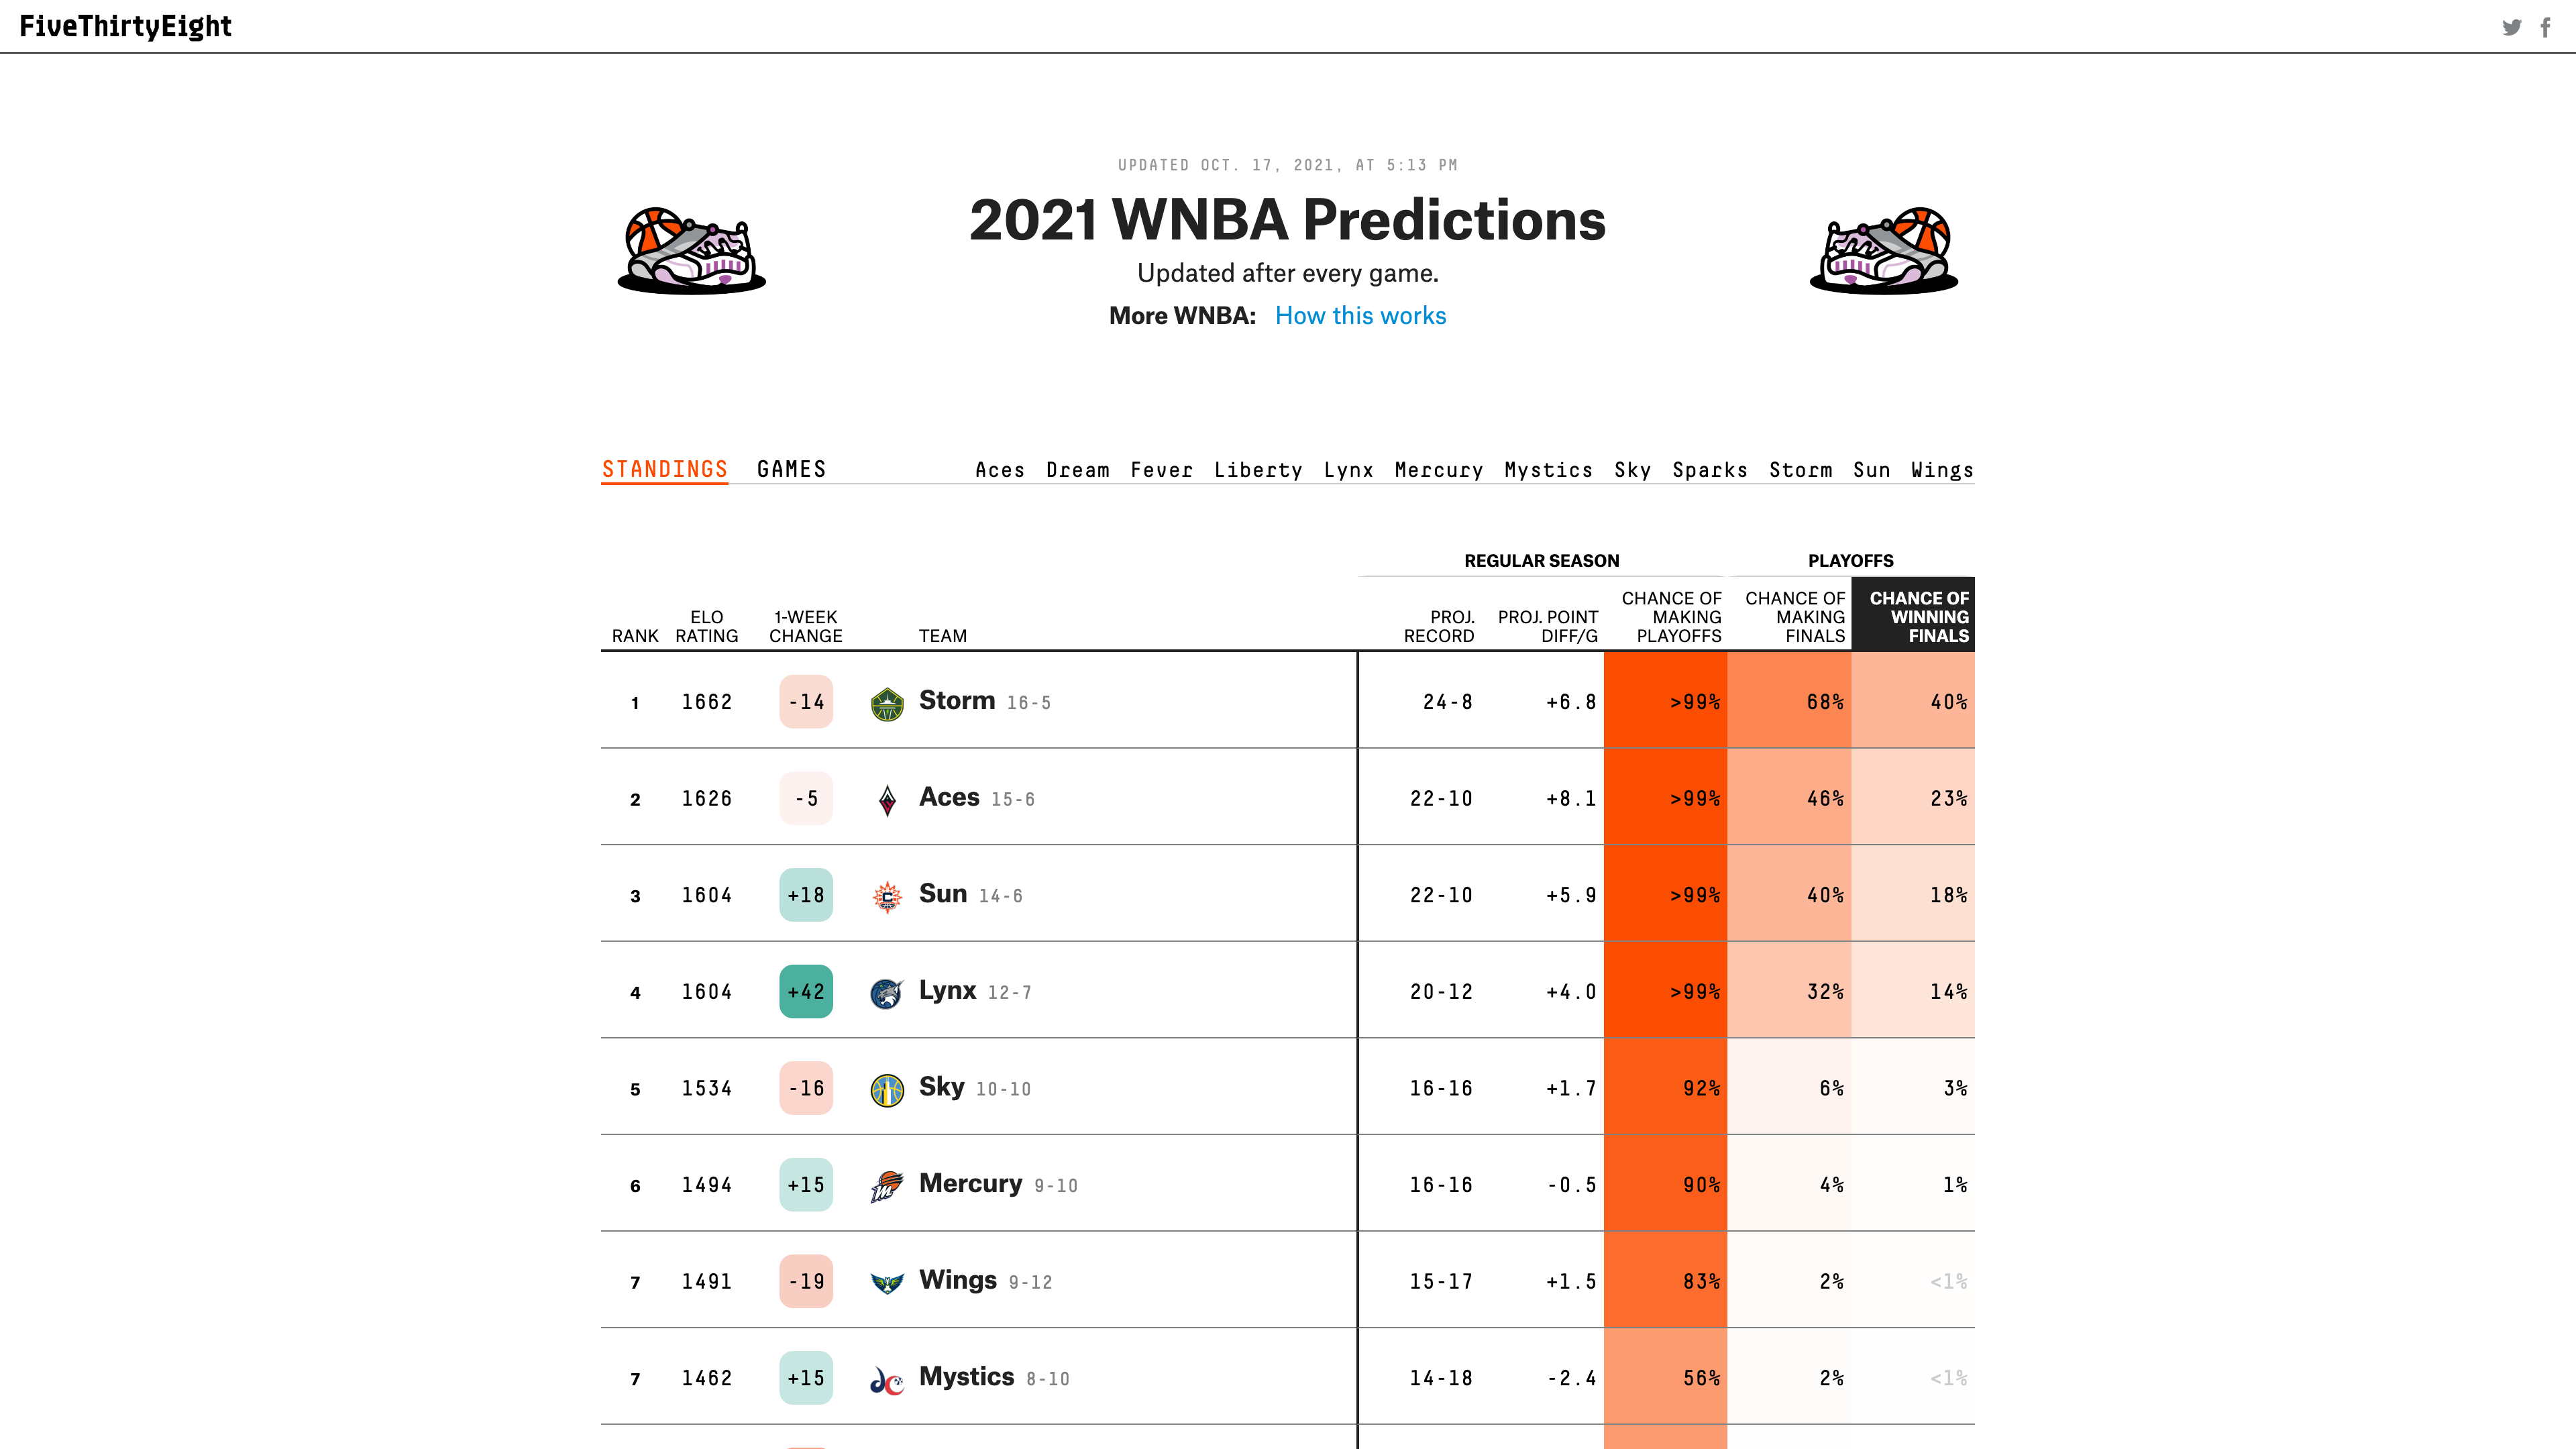 FiveThirtyEight
UPDATED OCT. 17, 2021, AT 5:13 PM
2021 WNBA Predictions
Updated after every game.
More WNBA: How this works
STANDINGS GAMES Aces Dream Fever Liberty Lynx Mercury Mystics Sky Sparks Storm Sun Wings
REGULAR SEASON PLAYOFFS
RANK ELO RATING 1-WEEK CHANGE TEAM PROJ. RECORD PROJ. POINT DIFF/G CHANCE OF MAKING PLAYOFFS CHANCE OF MAKING FINALS CHANCE OF WINNING FINALS
1 1662 -14 Storm 16-5 24-8 +6.8 >99% 68% 40%
2 1626 -5 Aces 15-6 22-10 +8.1 >99% 46% 23%
3 1604 +18 Sun 14-6 22-10 +5.9 >99% 40% 18%
4 1604 +42 Lynx 12-7 20-12 +4.0 >99% 32% 14%
5 1534 -16 Sky 10-10 16-16 +1.7 92% 6% 3%
6 1494 +15 Mercury 9-10 16-16 -0.5 90% 4% 1%
7 1491 -19 Wings 9-12 15-17 +1.5 83% 2% <1%
7 1462 +15 Mystics 8-10 14-18 -2.4 56% 2% <1%